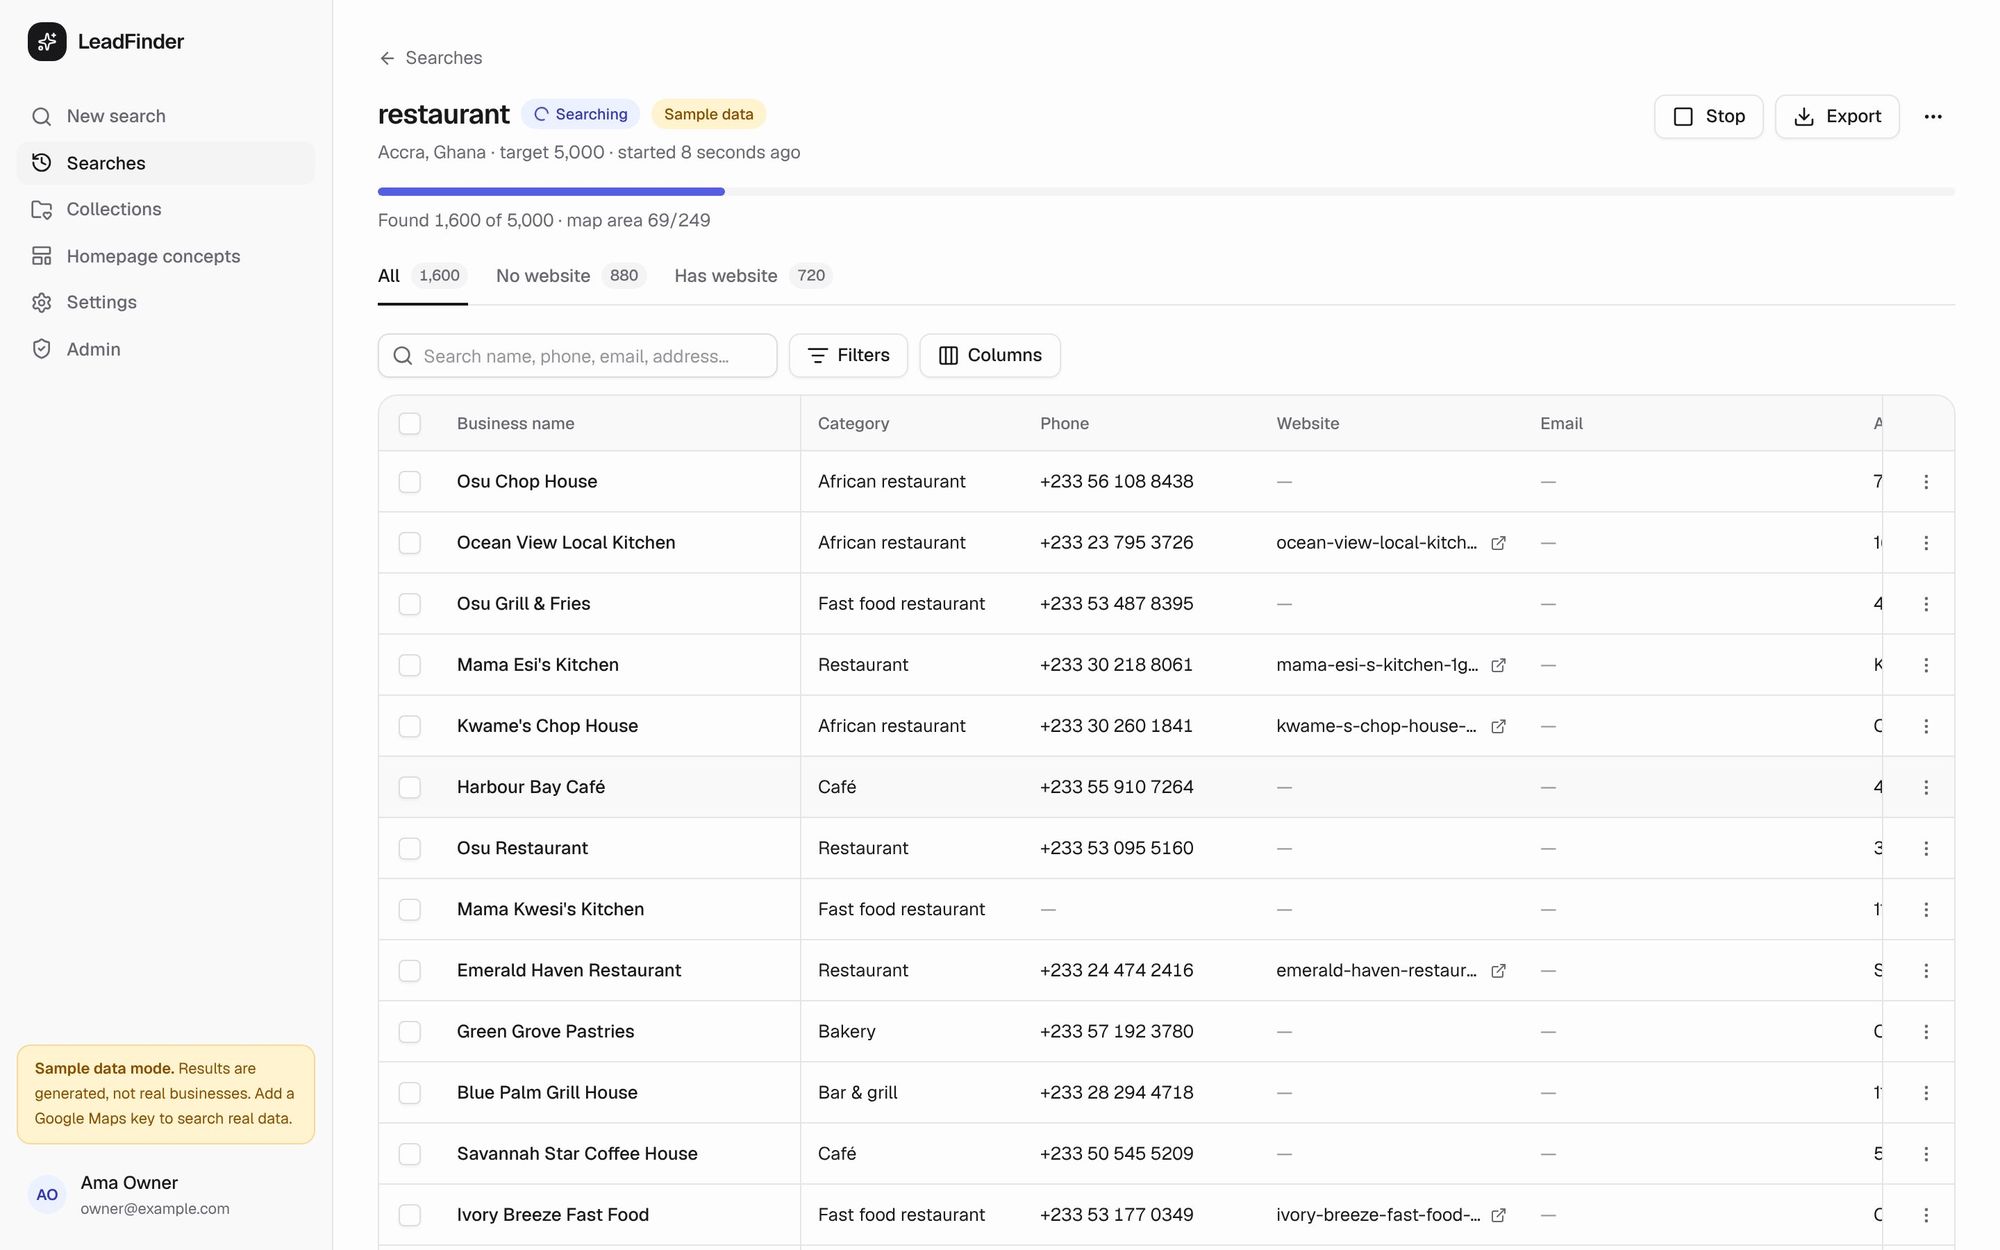 LeadFinder
New search
Searches
Collections
Homepage concepts
Settings
Admin
Sample data mode. Results are
generated, not real businesses. Add a
Google Maps key to search real data.
AO
Ama Owner
owner@example.com
Searches
restaurant Searching Sample data
Stop Export
Accra, Ghana · target 5,000 · started 8 seconds ago
Found 1,600 of 5,000 · map area 69/249
All 1,600 No website 880 Has website 720
Search name, phone, email, address...
Filters
Columns
Business name Category Phone Website Email
Osu Chop House African restaurant +233 56 108 8438 — — 7
Ocean View Local Kitchen African restaurant +233 23 795 3726 ocean-view-local-kitch... —
Osu Grill & Fries Fast food restaurant +233 53 487 8395 — — 4
Mama Esi's Kitchen Restaurant +233 30 218 8061 mama-esi-s-kitchen-1g... —
Kwame's Chop House African restaurant +233 30 260 1841 kwame-s-chop-house-... —
Harbour Bay Café Café +233 55 910 7264 — — 4
Osu Restaurant Restaurant +233 53 095 5160 — — 3
Mama Kwesi's Kitchen Fast food restaurant — — —
Emerald Haven Restaurant Restaurant +233 24 474 2416 emerald-haven-restaur... —
Green Grove Pastries Bakery +233 57 192 3780 — —
Blue Palm Grill House Bar & grill +233 28 294 4718 — —
Savannah Star Coffee House Café +233 50 545 5209 — — 5
Ivory Breeze Fast Food Fast food restaurant +233 53 177 0349 ivory-breeze-fast-food-... —